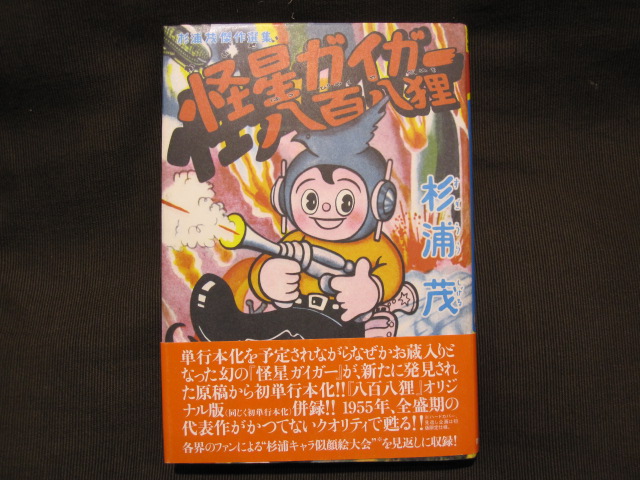 杉浦茂傑作選集
怪星ガイガー
八百八狸
杉浦茂
すぎうら
しげる
単行本化を予定されながらなぜかお蔵入りと
なった幻の『怪星ガイガー』が、新たに発見され
た原稿から初単行本化!!『八百八狸』オリジ
ナル版(同じく初単行本化)併録!! 1955年、全盛期の
代表作がかつてないクオリティで甦る!!
各界のファンによる“杉浦キャラ似顔絵大会”※を見返しに収録!